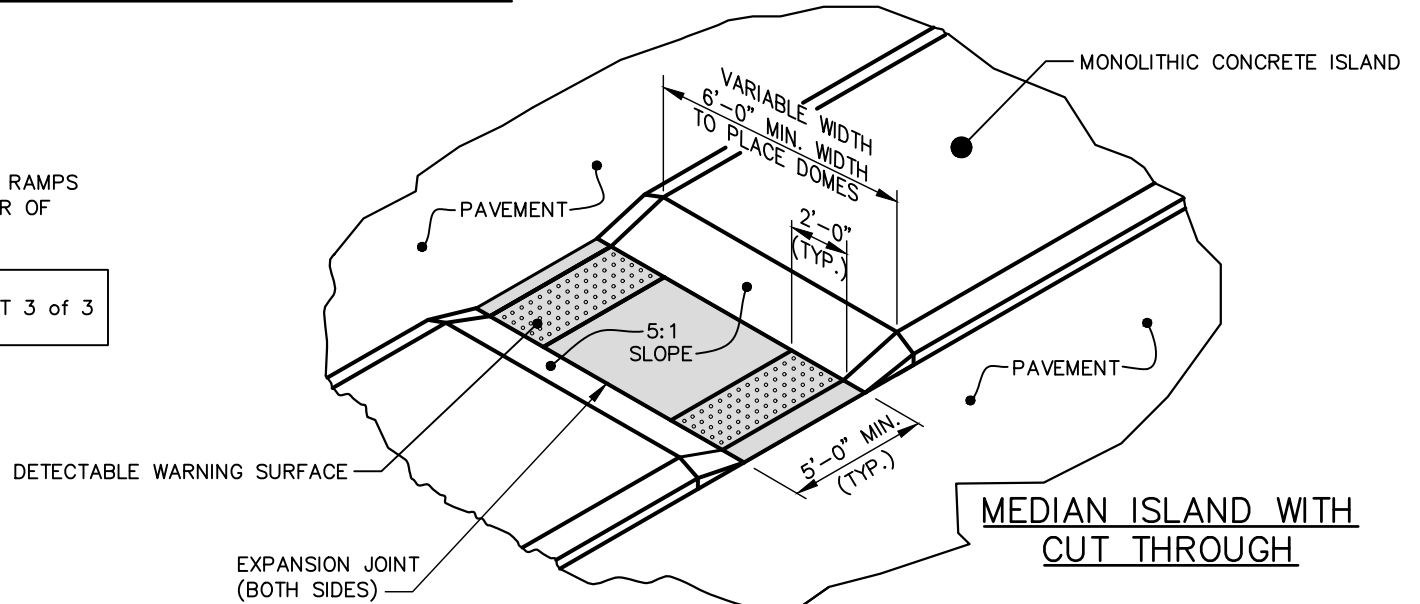 RAMPS
R OF
T 3 of 3
MONOLITHIC CONCRETE ISLAND
VARIABLE WIDTH
6'-0" MIN. WIDTH
TO PLACE DOMES
2'-0"
(TYP.)
PAVEMENT
5:1
SLOPE
PAVEMENT
5'-0" MIN.
(TYP.)
DETECTABLE WARNING SURFACE
EXPANSION JOINT
(BOTH SIDES)
MEDIAN ISLAND WITH
CUT THROUGH